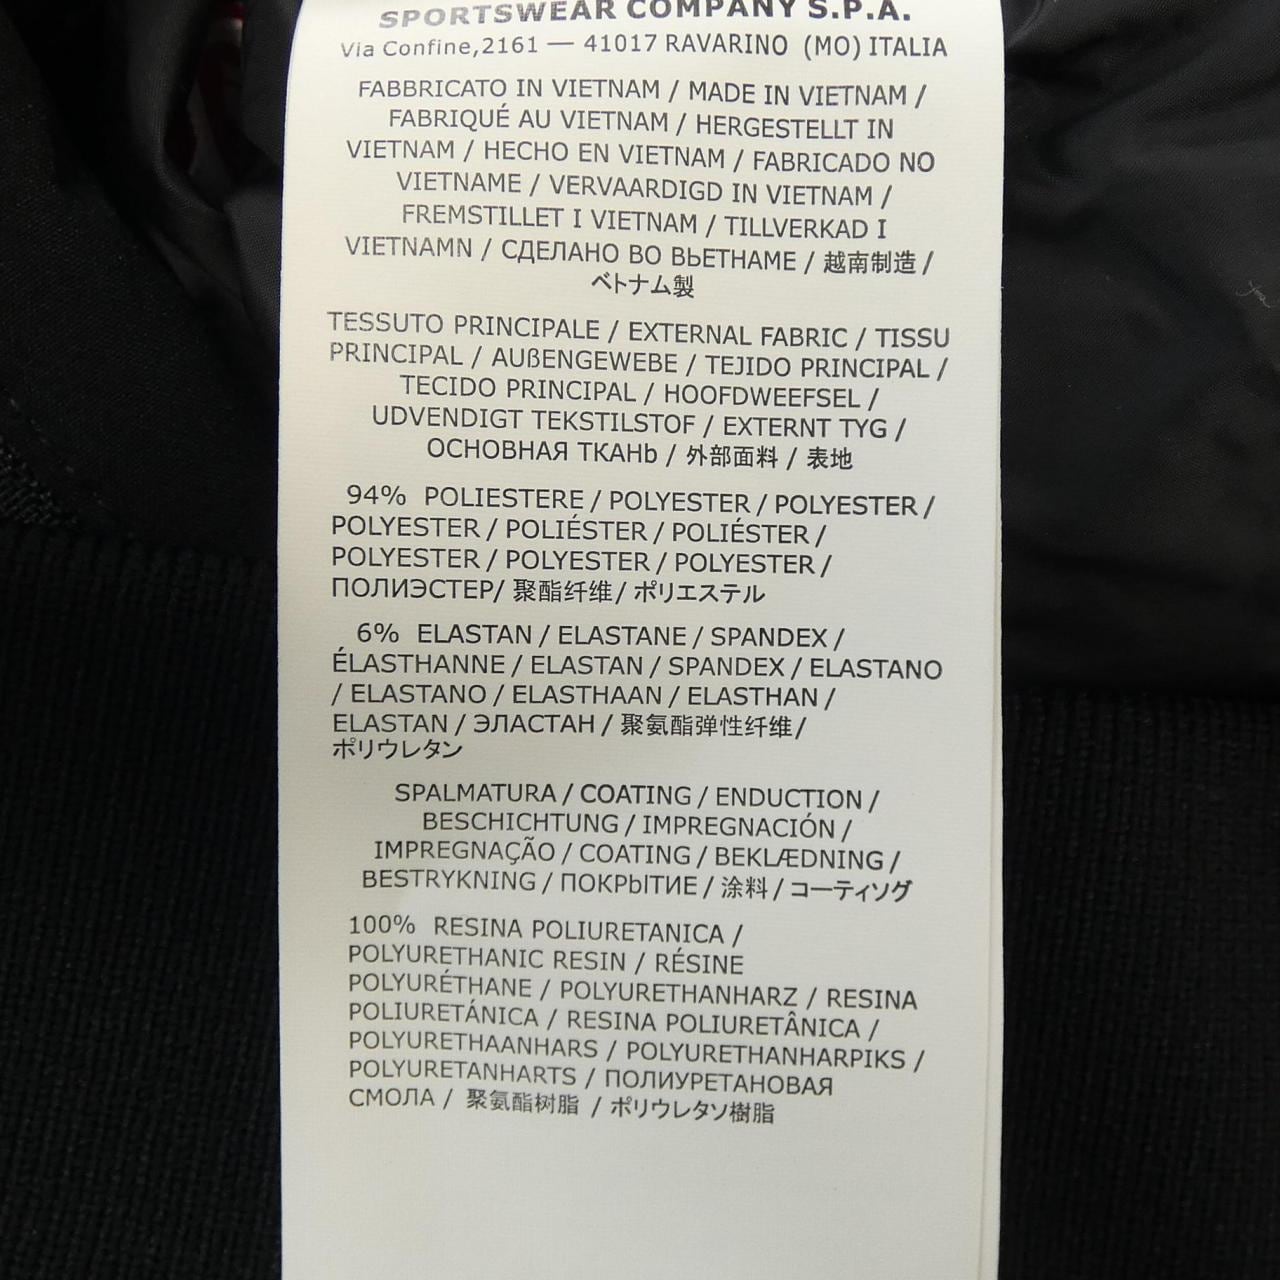 SPORTSWEAR COMPANY S.P.A.
Via Confine,2161 — 41017 RAVARINO (MO) ITALIA
FABBRICATO IN VIETNAM / MADE IN VIETNAM /
FABRIQUÉ AU VIETNAM / HERGESTELLT IN
VIETNAM / HECHO EN VIETNAM / FABRICADO NO
VIETNAME / VERVAARDIGD IN VIETNAM /
FREMSTILLET I VIETNAM / TILLVERKAD I
VIETNAMN / СДЕЛАНО ВО ВЬЕТНАМЕ / 越南制造 /
ベトナム製
TESSUTO PRINCIPALE / EXTERNAL FABRIC / TISSU
PRINCIPAL / AUßENGEWEBE / TEJIDO PRINCIPAL /
TECIDO PRINCIPAL / HOOFDWEEFSEL /
UDVENDIGT TEKSTILSTOF / EXTERNT TYG /
ОСНОВНАЯ ТКАНЬ / 外部面料 / 表地
94% POLIESTERE / POLYESTER / POLYESTER /
POLYESTER / POLIÉSTER / POLIÉSTER /
POLYESTER / POLYESTER / POLYESTER /
ПОЛИЭСТЕР/ 聚酯纤维/ ポリエステル
6% ELASTAN / ELASTANE / SPANDEX /
ÉLASTHANNE / ELASTAN / SPANDEX / ELASTANO
/ ELASTANO / ELASTHAAN / ELASTHAN /
ELASTAN / ЭЛАСТАН / 聚氨酯弹性纤维/
ポリウレタン
SPALMATURA / COATING / ENDUCTION /
BESCHICHTUNG / IMPREGNACIÓN /
IMPREGNAÇÃO / COATING / BEKLÆDNING /
BESTRYKNING / ПОКРЫТИЕ / 涂料 / コーティソグ
100% RESINA POLIURETANICA /
POLYURETHANIC RESIN / RÉSINE
POLYURÉTHANE / POLYURETHANHARZ / RESINA
POLIURETÁNICA / RESINA POLIURETÂNICA /
POLYURETHAANHARS / POLYURETHANHARPIKS /
POLYURETANHARTS / ПОЛИУРЕТАНОВАЯ
СМОЛА / 聚氨酯树脂 / ポリウレタソ樹脂